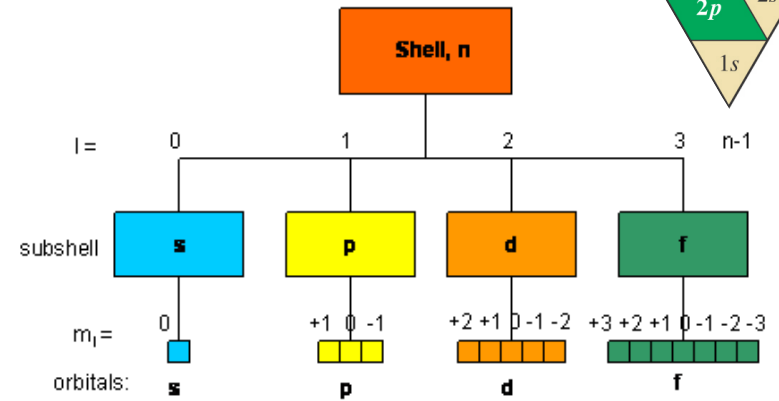 2p
1s
Shell, n
l = 0 1 2 3 n-1
subshell s p d f
m_l = 0 +1 0 -1 +2 +1 0 -1 -2 +3 +2 +1 0 -1 -2 -3
orbitals: s p d f